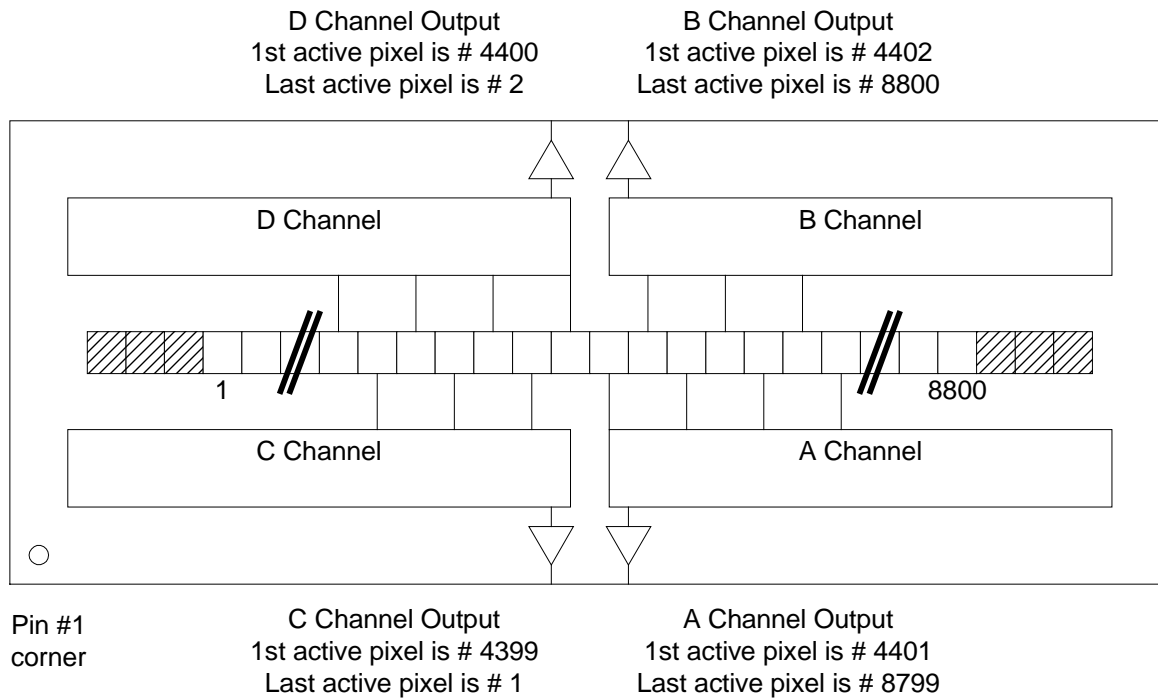 D Channel Output
1st active pixel is # 4400
Last active pixel is # 2
B Channel Output
1st active pixel is # 4402
Last active pixel is # 8800
D Channel
B Channel
1
8800
C Channel
A Channel
Pin #1
corner
C Channel Output
1st active pixel is # 4399
Last active pixel is # 1
A Channel Output
1st active pixel is # 4401
Last active pixel is # 8799